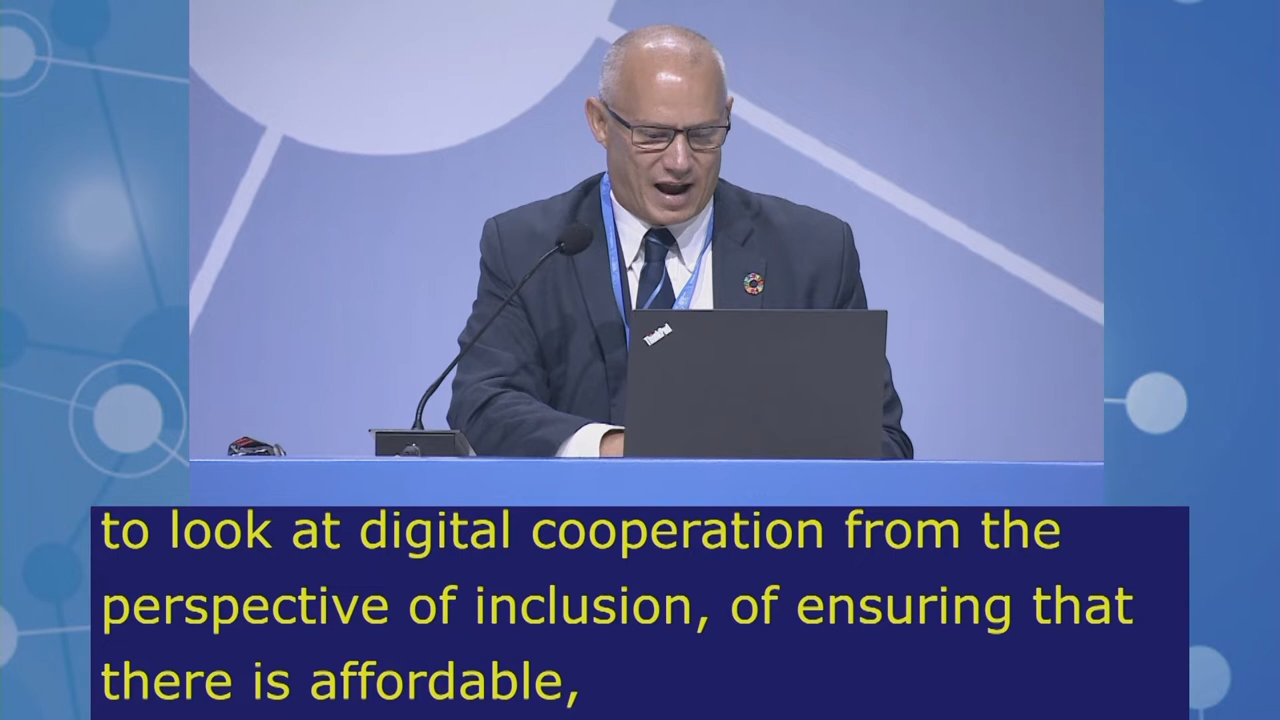 ThinkPad
to look at digital cooperation from the
perspective of inclusion, of ensuring that
there is affordable,